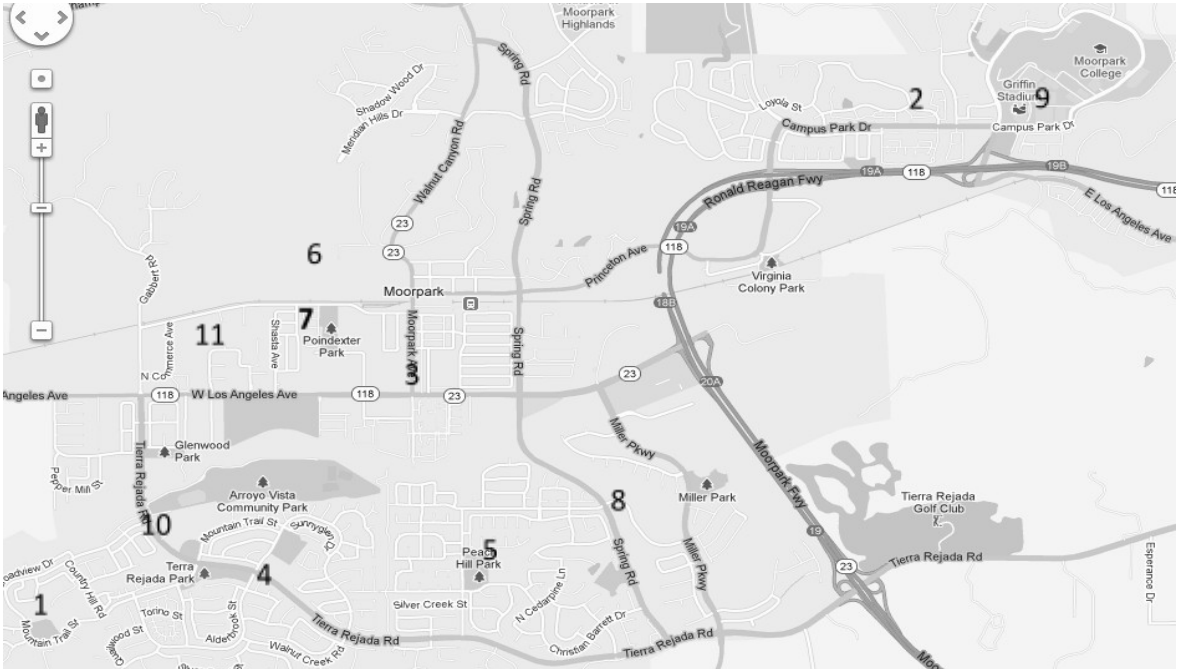 Moorpark
Highlands
Moorpark
College
Griffin
Stadium
9
2
Spring Rd
Shadow Wood Dr
Meridian Hills Dr
Loyola St
Campus Park Dr
Campus Park Dr
Walnut Canyon Rd
19A
118
19B
118
Ronald Reagan Fwy
Spring Rd
E Los Angeles Ave
23
19A
23
118
6
Princeton Ave
Gabbert Rd
Virginia
Colony Park
Moorpark
18B
7
11
Poindexter
Park
Shasta Ave
Moorpark
Spring Rd
3
N Co
mmerce Ave
23
20A
Angeles Ave
118
W Los Angeles Ave
118
23
Miller Pkwy
Glenwood
Park
Tierra Rejada Rd
Moorpark Fwy
Pepper Mill St
Arroyo Vista
Community Park
Miller Park
8
Tierra Rejada
Golf Club
10
Mountain Trail St
Sunnyglen Dr
19
5
Peach
Hill Park
Spring Rd
Miller Pkwy
Tierra Rejada Rd
23
Esperance Dr
oadview Dr
Terra
Rejada Park
4
Country Hill Rd
N Cedarpine Ln
1
Silver Creek St
Torino St
Alderbrook St
Christian Barrett Dr
Mountain Trail St
Tierra Rejada Rd
Tierra Rejada Rd
Walnut Creek Rd
Moo